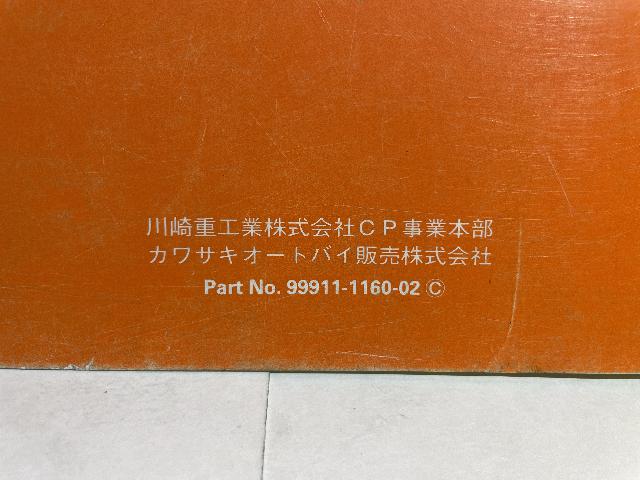 川崎重工業株式会社CP事業本部
カワサキオートバイ販売株式会社
Part No. 99911-1160-02 Ⓒ